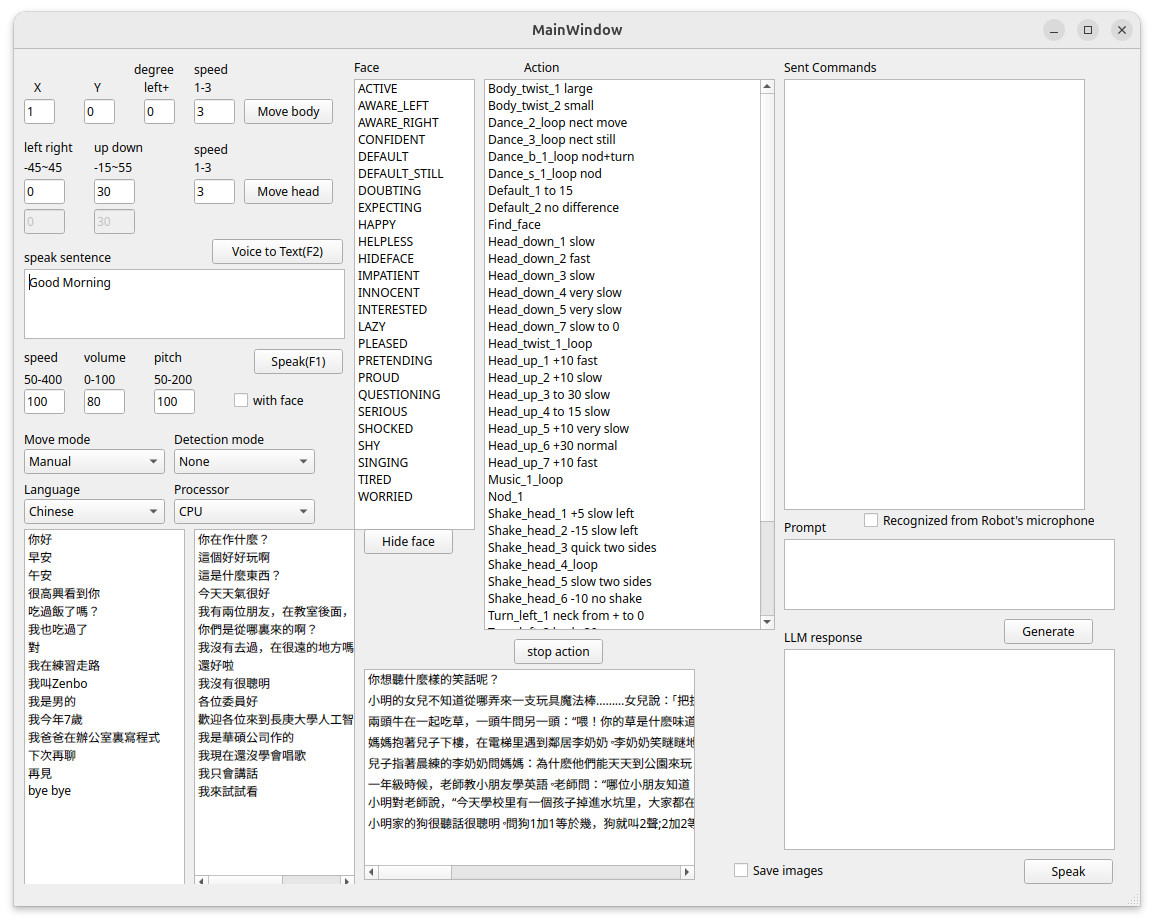 MainWindow
degree speed
X Y left+ 1-3
1 0 0 3 Move body
left right up down speed
-45~45 -15~55 1-3
0 30 3 Move head
0 30
Voice to Text(F2)
speak sentence
Good Morning
speed volume pitch Speak(F1)
50-400 0-100 50-200
100 80 100 with face
Move mode Detection mode
Manual None
Language Processor
Chinese CPU
你好
早安
午安
很高興看到你
吃過飯了嗎？
我也吃過了
對
我在練習走路
我叫Zenbo
我是男的
我今年7歲
我爸爸在辦公室裏寫程式
下次再聊
再見
bye bye
你在作什麼？
這個好好玩啊
這是什麼東西？
今天天氣很好
我有兩位朋友，在教室後面，
你們是從哪裏來的啊？
我沒有去過，在很遠的地方嗎
還好啦
我沒有很聰明
各位委員好
歡迎各位來到長庚大學人工智
我是華碩公司作的
我現在還沒學會唱歌
我只會講話
我來試試看
Face
ACTIVE
AWARE_LEFT
AWARE_RIGHT
CONFIDENT
DEFAULT
DEFAULT_STILL
DOUBTING
EXPECTING
HAPPY
HELPLESS
HIDEFACE
IMPATIENT
INNOCENT
INTERESTED
LAZY
PLEASED
PRETENDING
PROUD
QUESTIONING
SERIOUS
SHOCKED
SHY
SINGING
TIRED
WORRIED
Hide face
Action
Body_twist_1 large
Body_twist_2 small
Dance_2_loop nect move
Dance_3_loop nect still
Dance_b_1_loop nod+turn
Dance_s_1_loop nod
Default_1 to 15
Default_2 no difference
Find_face
Head_down_1 slow
Head_down_2 fast
Head_down_3 slow
Head_down_4 very slow
Head_down_5 very slow
Head_down_7 slow to 0
Head_twist_1_loop
Head_up_1 +10 fast
Head_up_2 +10 slow
Head_up_3 to 30 slow
Head_up_4 to 15 slow
Head_up_5 +10 very slow
Head_up_6 +30 normal
Head_up_7 +10 fast
Music_1_loop
Nod_1
Shake_head_1 +5 slow left
Shake_head_2 -15 slow left
Shake_head_3 quick two sides
Shake_head_4_loop
Shake_head_5 slow two sides
Shake_head_6 -10 no shake
Turn_left_1 neck from + to 0
stop action
你想聽什麼樣的笑話呢？
小明的女兒不知道從哪弄來一支玩具魔法棒………女兒說：「把
兩頭牛在一起吃草，一頭牛問另一頭：“喂！你的草是什麽味道
媽媽抱著兒子下樓，在電梯里遇到鄰居李奶奶。李奶奶笑瞇瞇地
兒子指著晨練的李奶奶問媽媽：為什麽他們能天天到公園來玩
一年級時候，老師教小朋友學英語。老師問：“哪位小朋友知道
小明對老師說，“今天學校里有一個孩子掉進水坑里，大家都在
小明家的狗很聽話很聰明。問狗1加1等於幾，狗就叫2聲;2加2等
Sent Commands
Recognized from Robot's microphone
Prompt
Generate
LLM response
Save images
Speak